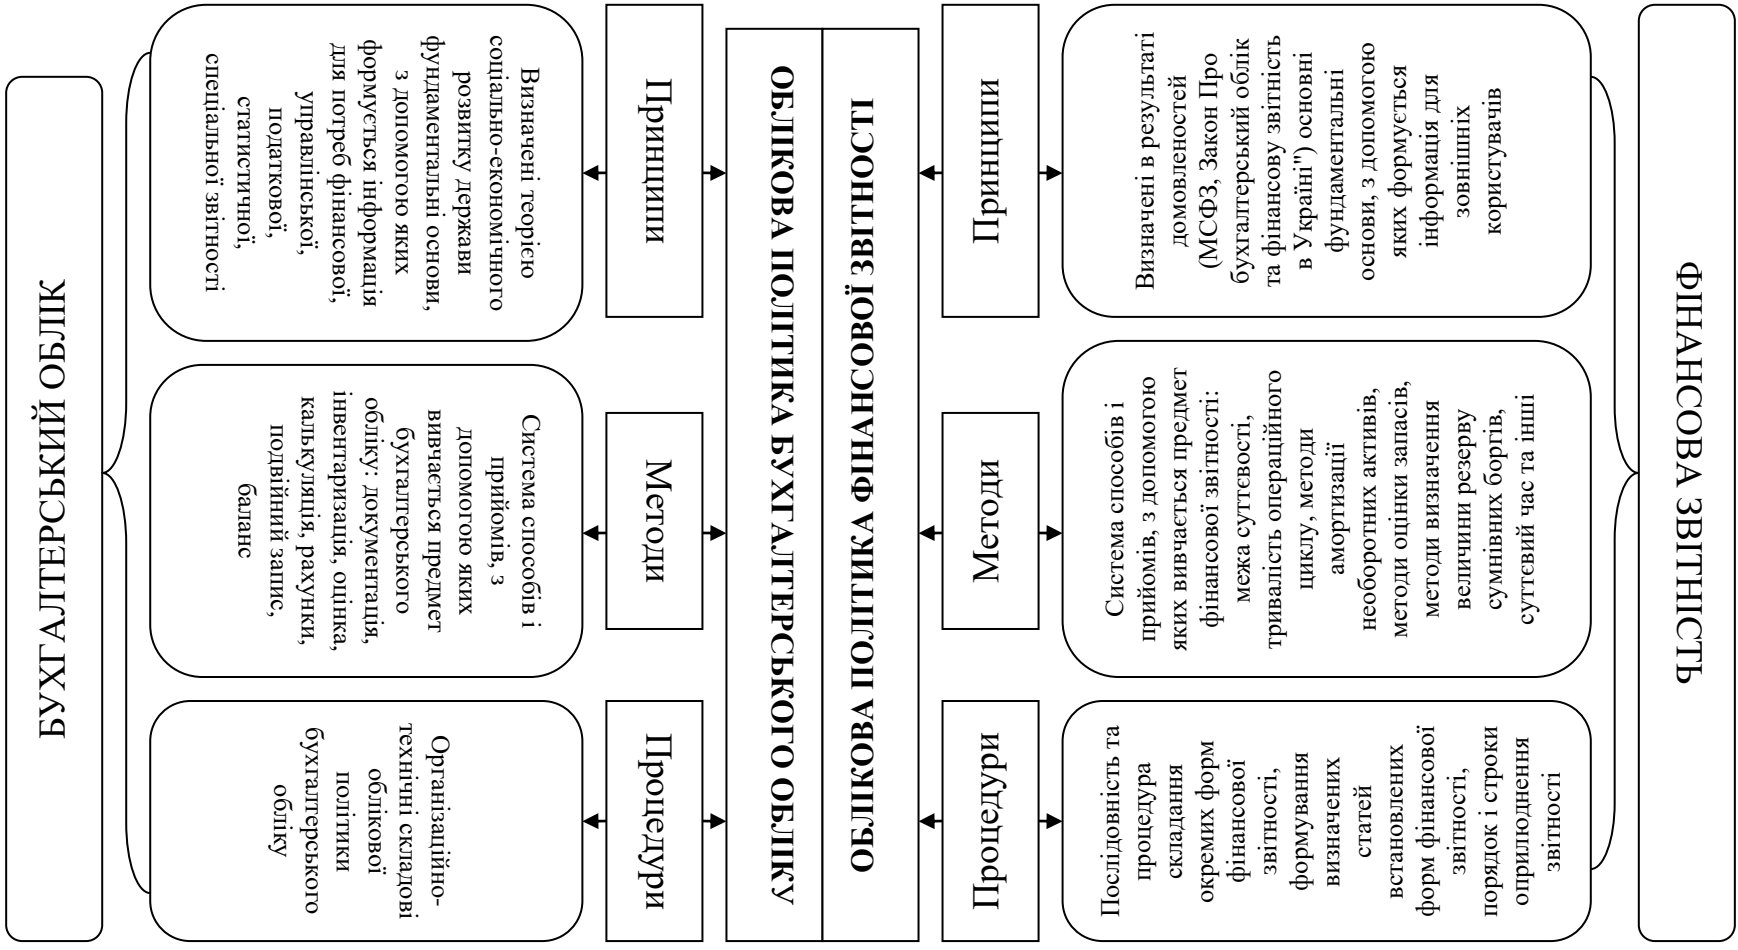 БУХГАЛТЕРСЬКИЙ ОБЛІК
Визначені теорією
соціально-економічного
розвитку держави
фундаментальні основи,
з допомогою яких
формується інформація
для потреб фінансової,
управлінської,
податкової,
статистичної,
спеціальної звітності
Система способів і
прийомів, з
допомогою яких
вивчається предмет
бухгалтерського
обліку: документація,
інвентаризація, оцінка,
калькуляція, рахунки,
подвійний запис,
баланс
Організаційно-
технічні складові
облікової
політики
бухгалтерського
обліку
Принципи
Методи
Процедури
ОБЛІКОВА ПОЛІТИКА БУХГАЛТЕРСЬКОГО ОБЛІКУ
ОБЛІКОВА ПОЛІТИКА ФІНАНСОВОЇ ЗВІТНОСТІ
Принципи
Методи
Процедури
Визначені в результаті
домовленостей
(МСФЗ, Закон Про
бухгалтерський облік
та фінансову звітність
в Україні") основні
фундаментальні
основи, з допомогою
яких формується
інформація для
зовнішніх
користувачів
Система способів і
прийомів, з допомогою
яких вивчається предмет
фінансової звітності:
межа суттєвості,
тривалість операційного
циклу, методи
амортизації
необоротних активів,
методи оцінки запасів,
методи визначення
величини резерву
сумнівних боргів,
суттєвий час та інші
Послідовність та
процедура
складання
окремих форм
фінансової
звітності,
формування
визначених
статей
встановлених
форм фінансової
звітності,
порядок і строки
оприлюднення
звітності
ФІНАНСОВА ЗВІТНІСТЬ